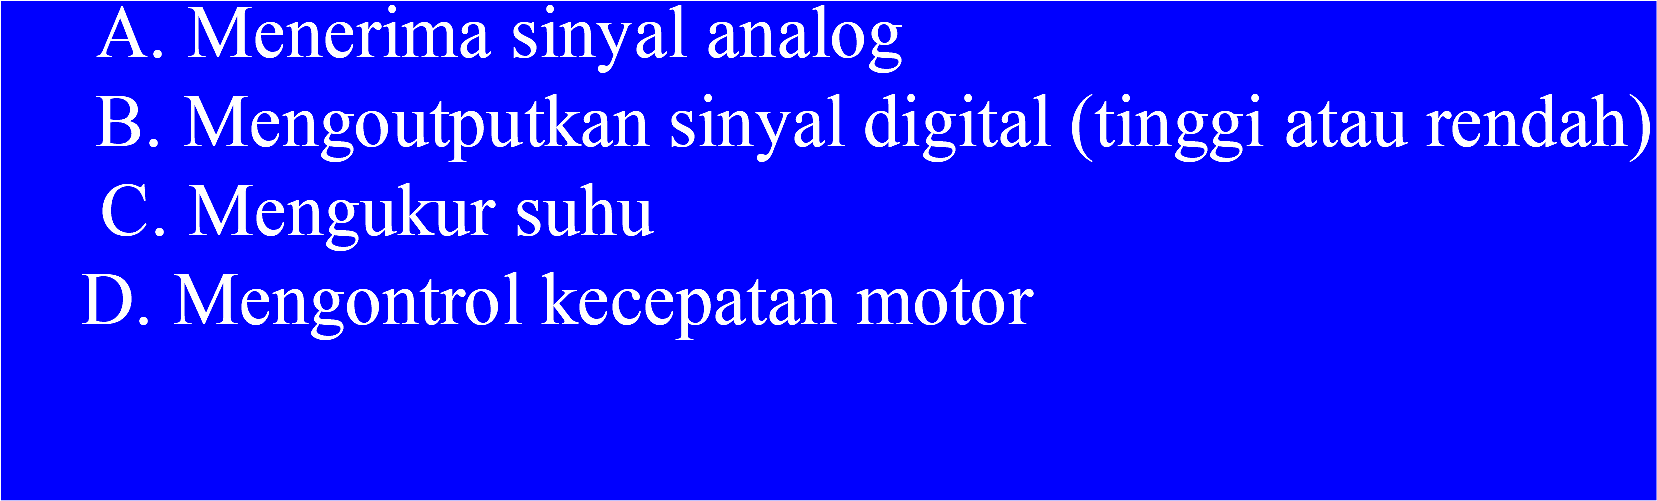 A. Menerima sinyal analog
B. Mengoutputkan sinyal digital (tinggi atau rendah)
C. Mengukur suhu
D. Mengontrol kecepatan motor